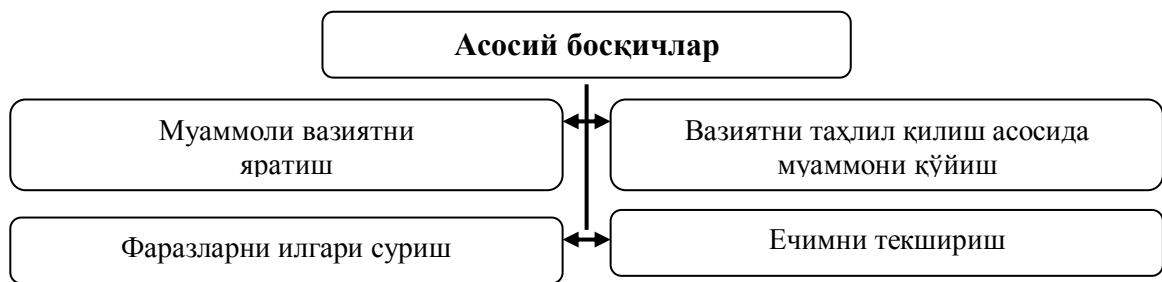 Асосий босқичлар
Муаммоли вазиятни
яратиш
Вазиятни таҳлил қилиш асосида
муаммони қўйиш
Фаразларни илгари суриш
Ечимни текшириш